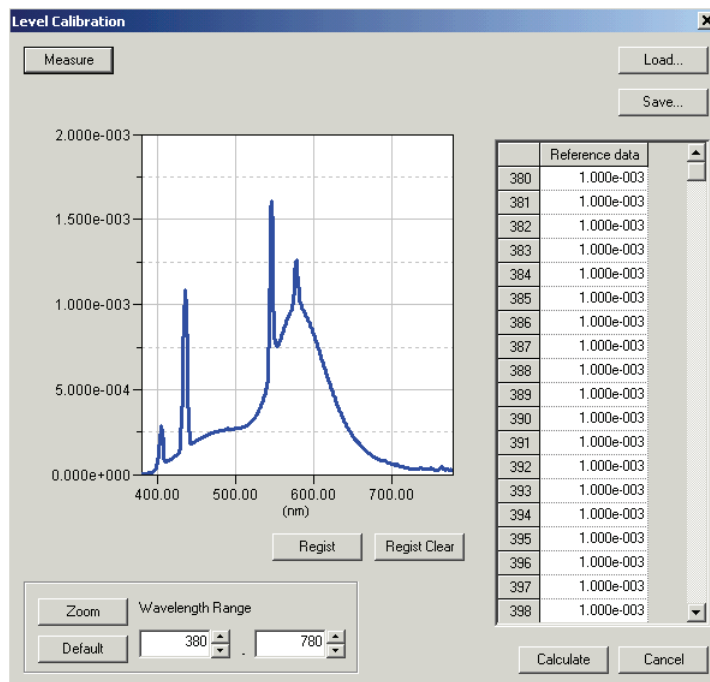 Level Calibration
Measure
Load...
Save...
2.000e-003
1.500e-003
1.000e-003
5.000e-004
0.000e+000
400.00 500.00 600.00 700.00
(nm)
Regist Regist Clear
Reference data
380 1.000e-003
381 1.000e-003
382 1.000e-003
383 1.000e-003
384 1.000e-003
385 1.000e-003
386 1.000e-003
387 1.000e-003
388 1.000e-003
389 1.000e-003
390 1.000e-003
391 1.000e-003
392 1.000e-003
393 1.000e-003
394 1.000e-003
395 1.000e-003
396 1.000e-003
397 1.000e-003
398 1.000e-003
Zoom Wavelength Range
Default 380 . 780
Calculate Cancel